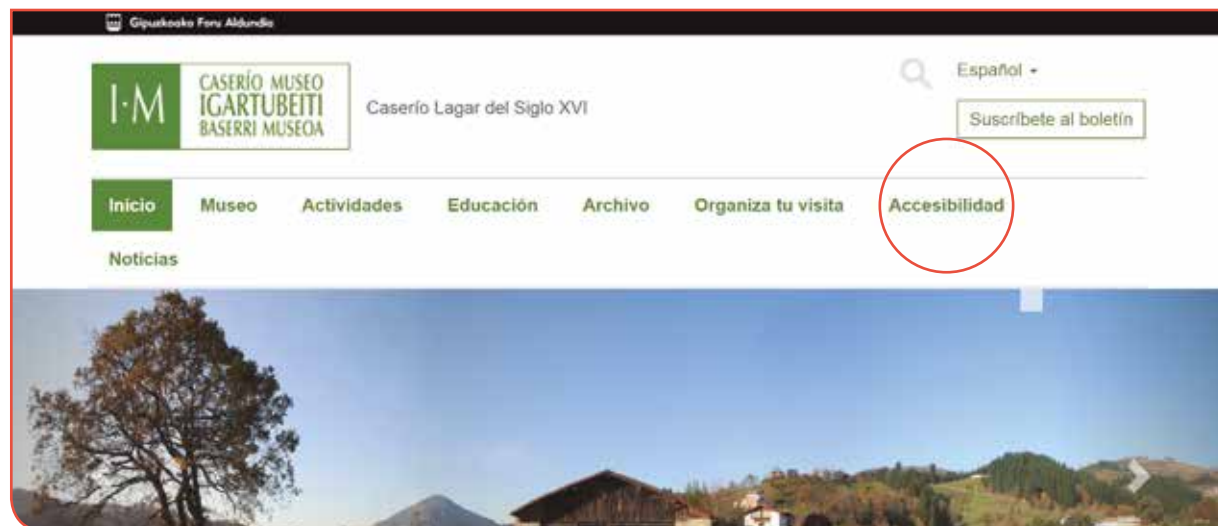 Gipuzkoako Foru Aldundia
I·M
CASERÍO MUSEO
IGARTUBEITI
BASERRI MUSEOA
Caserío Lagar del Siglo XVI
Español
Suscríbete al boletín
Inicio Museo Actividades Educación Archivo Organiza tu visita Accesibilidad
Noticias